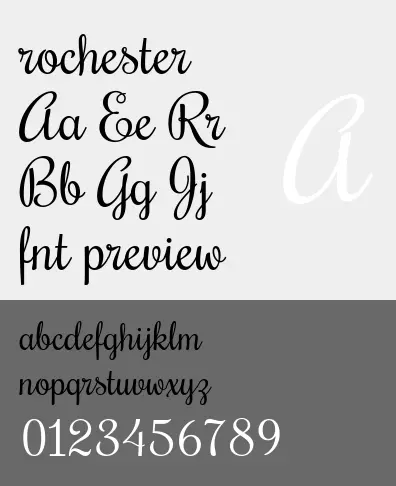 rochester
Aa Ee Rr
A
Bb Gg Jj
fnt preview
abcdefghijklm
nopqrstuvwxyz
0123456789